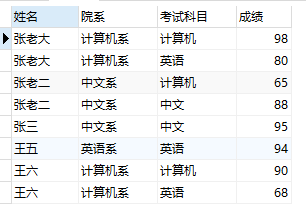 姓名 院系 考试科目 成绩
张老大 计算机系 计算机 98
张老大 计算机系 英语 80
张老二 中文系 计算机 65
张老二 中文系 中文 88
张三 中文系 中文 95
王五 英语系 英语 94
王六 计算机系 计算机 90
王六 计算机系 英语 68